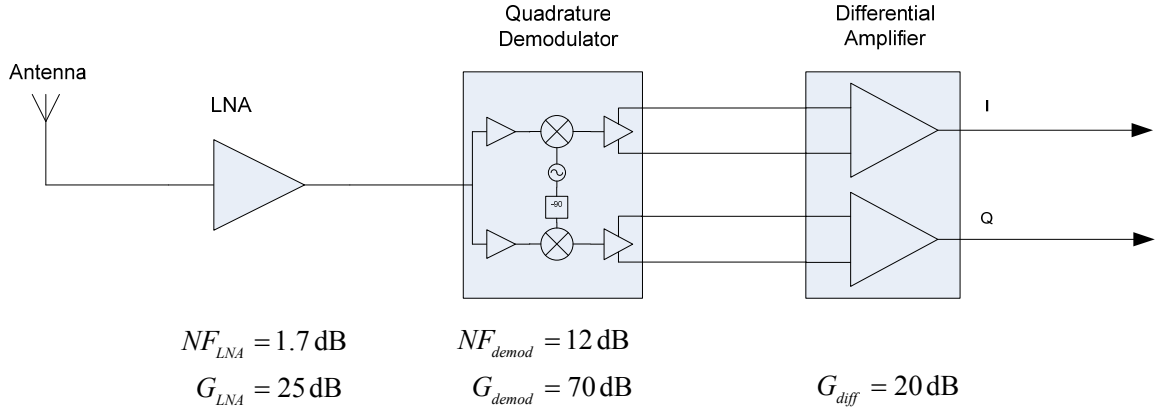 Quadrature
Demodulator
Differential
Amplifier
Antenna
LNA
I
-90
Q
NF_LNA = 1.7 dB
NF_demod = 12 dB
G_LNA = 25 dB
G_demod = 70 dB
G_diff = 20 dB